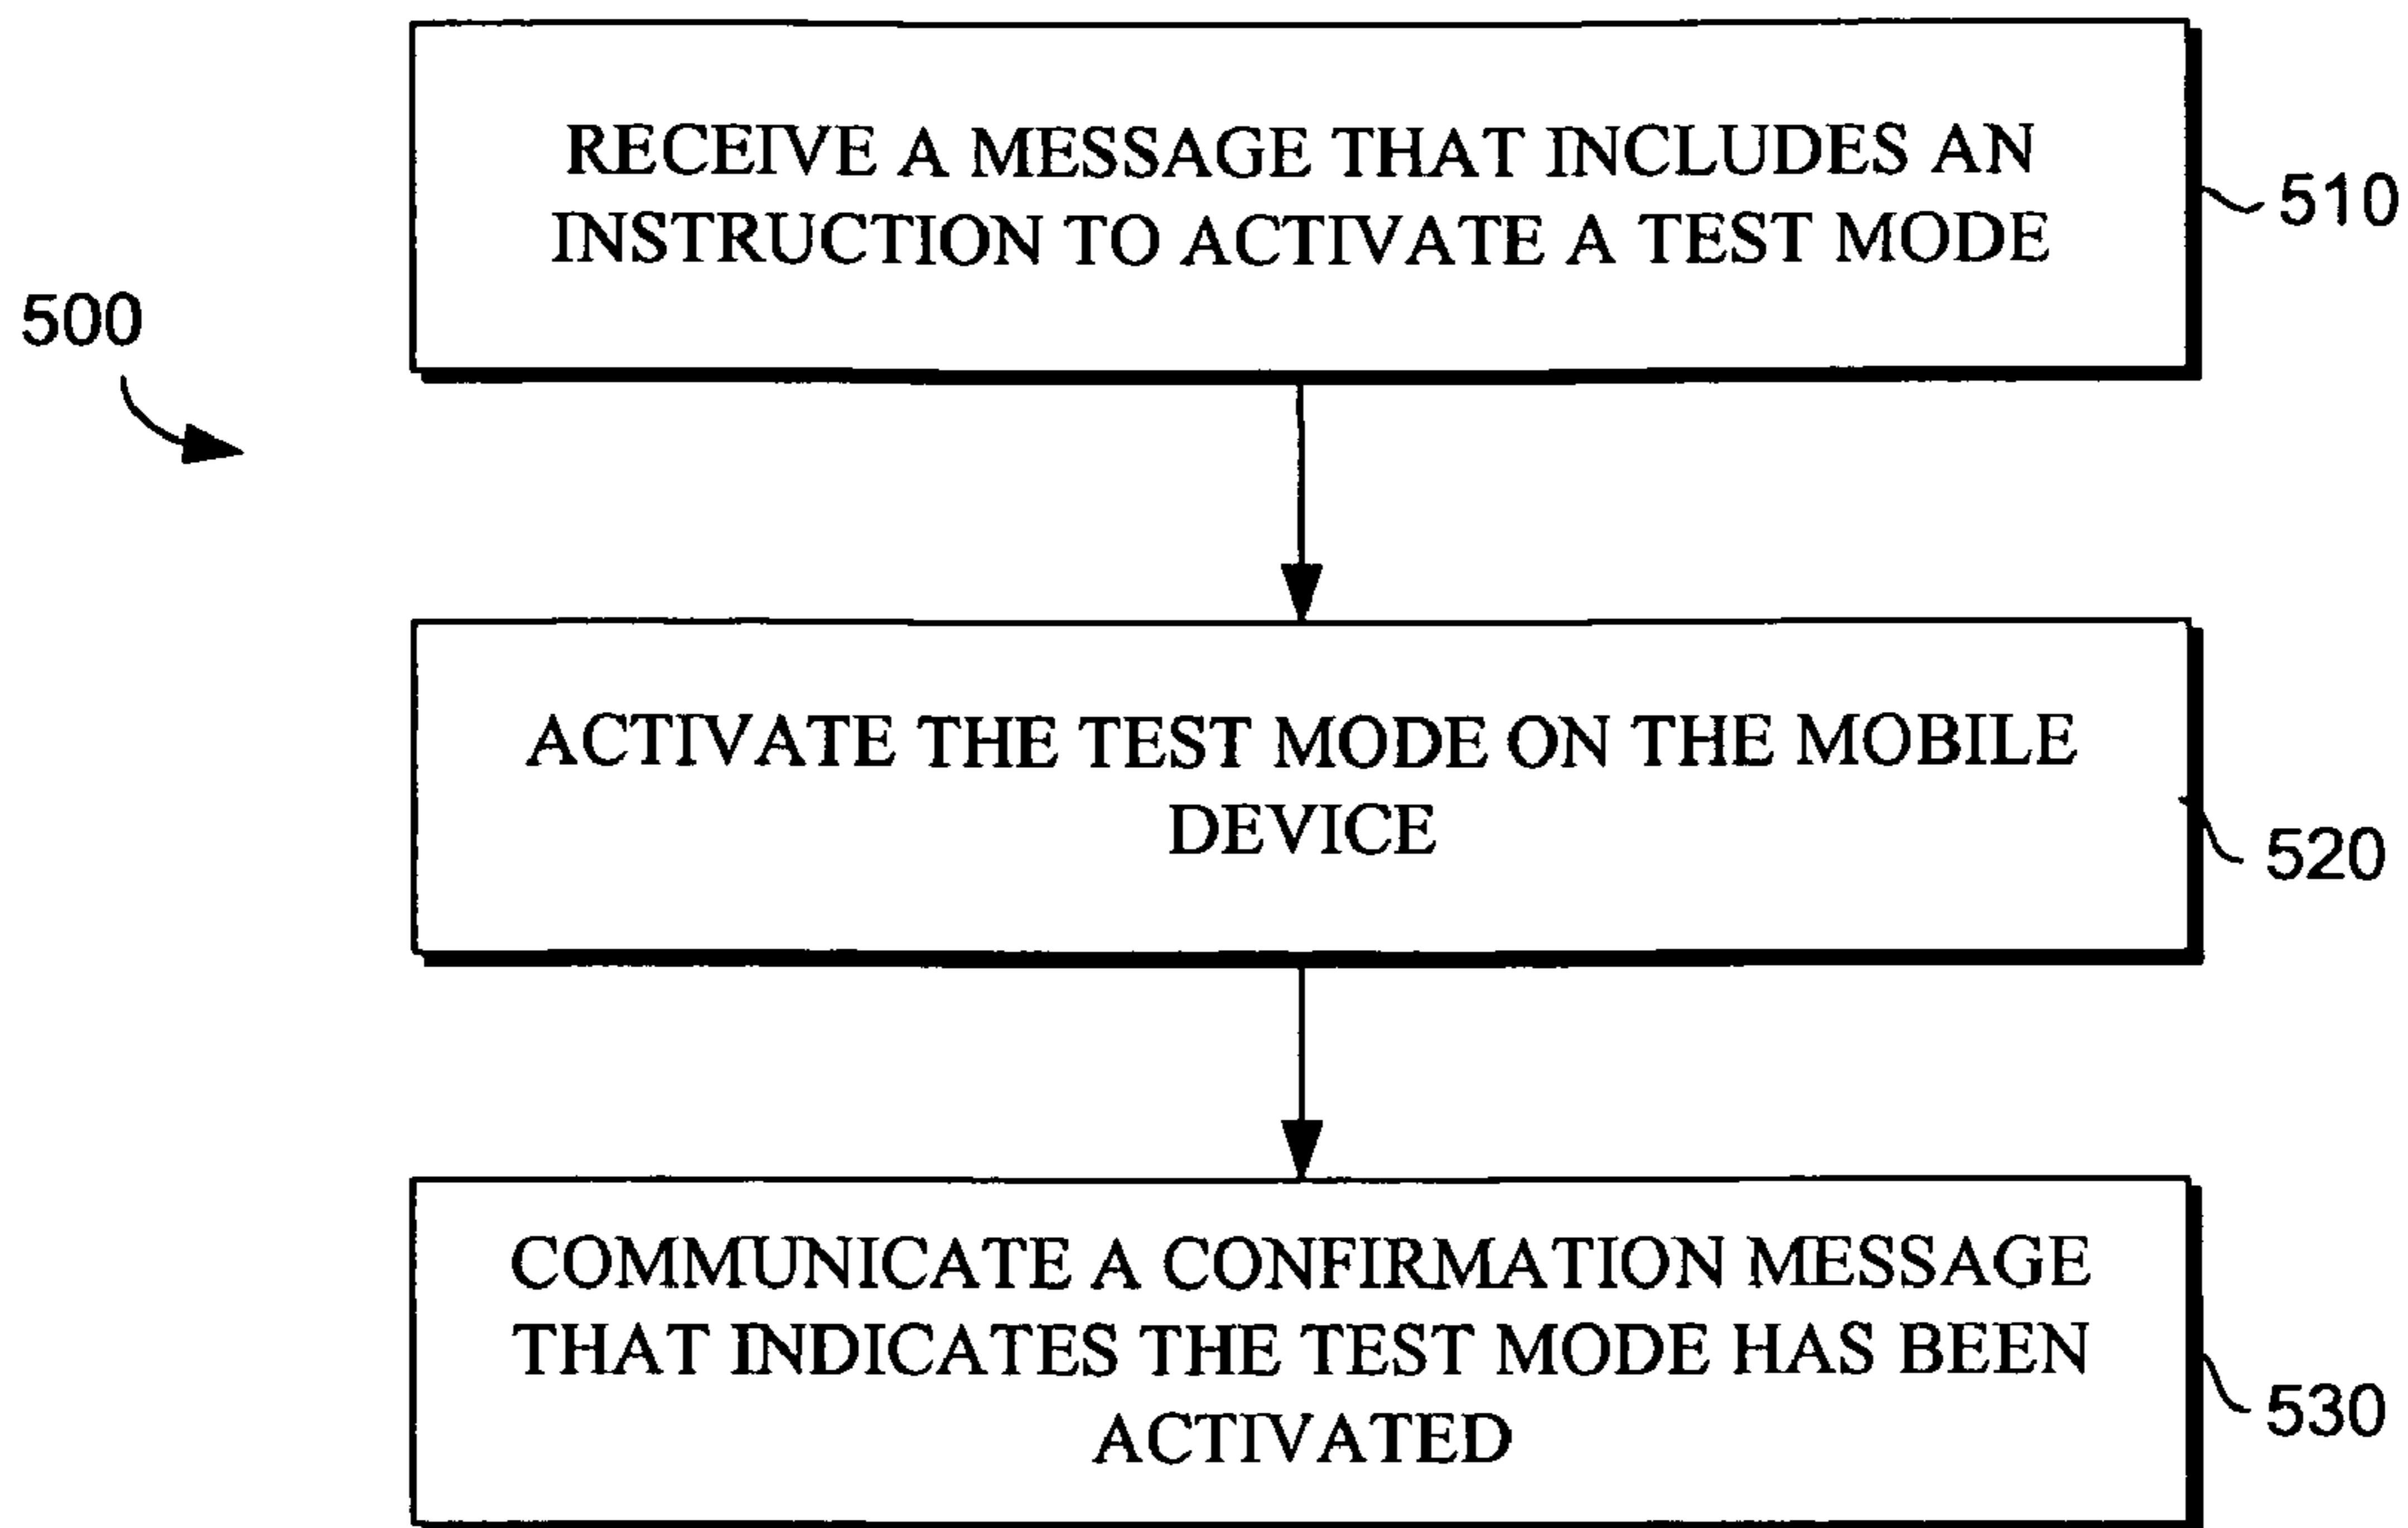 RECEIVE A MESSAGE THAT INCLUDES AN
INSTRUCTION TO ACTIVATE A TEST MODE
510
500
ACTIVATE THE TEST MODE ON THE MOBILE
DEVICE
520
COMMUNICATE A CONFIRMATION MESSAGE
THAT INDICATES THE TEST MODE HAS BEEN
ACTIVATED
530